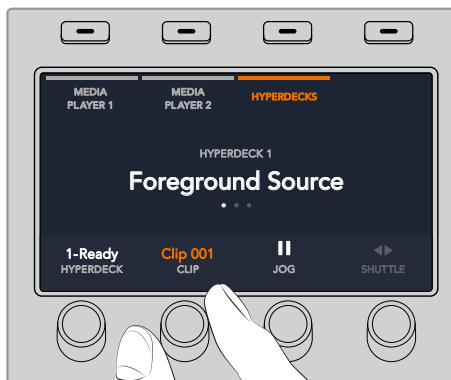 MEDIA PLAYER 1
MEDIA PLAYER 2
HYPERDECKS
HYPERDECK 1
Foreground Source
1-Ready
HYPERDECK
Clip 001
CLIP
JOG
SHUTTLE